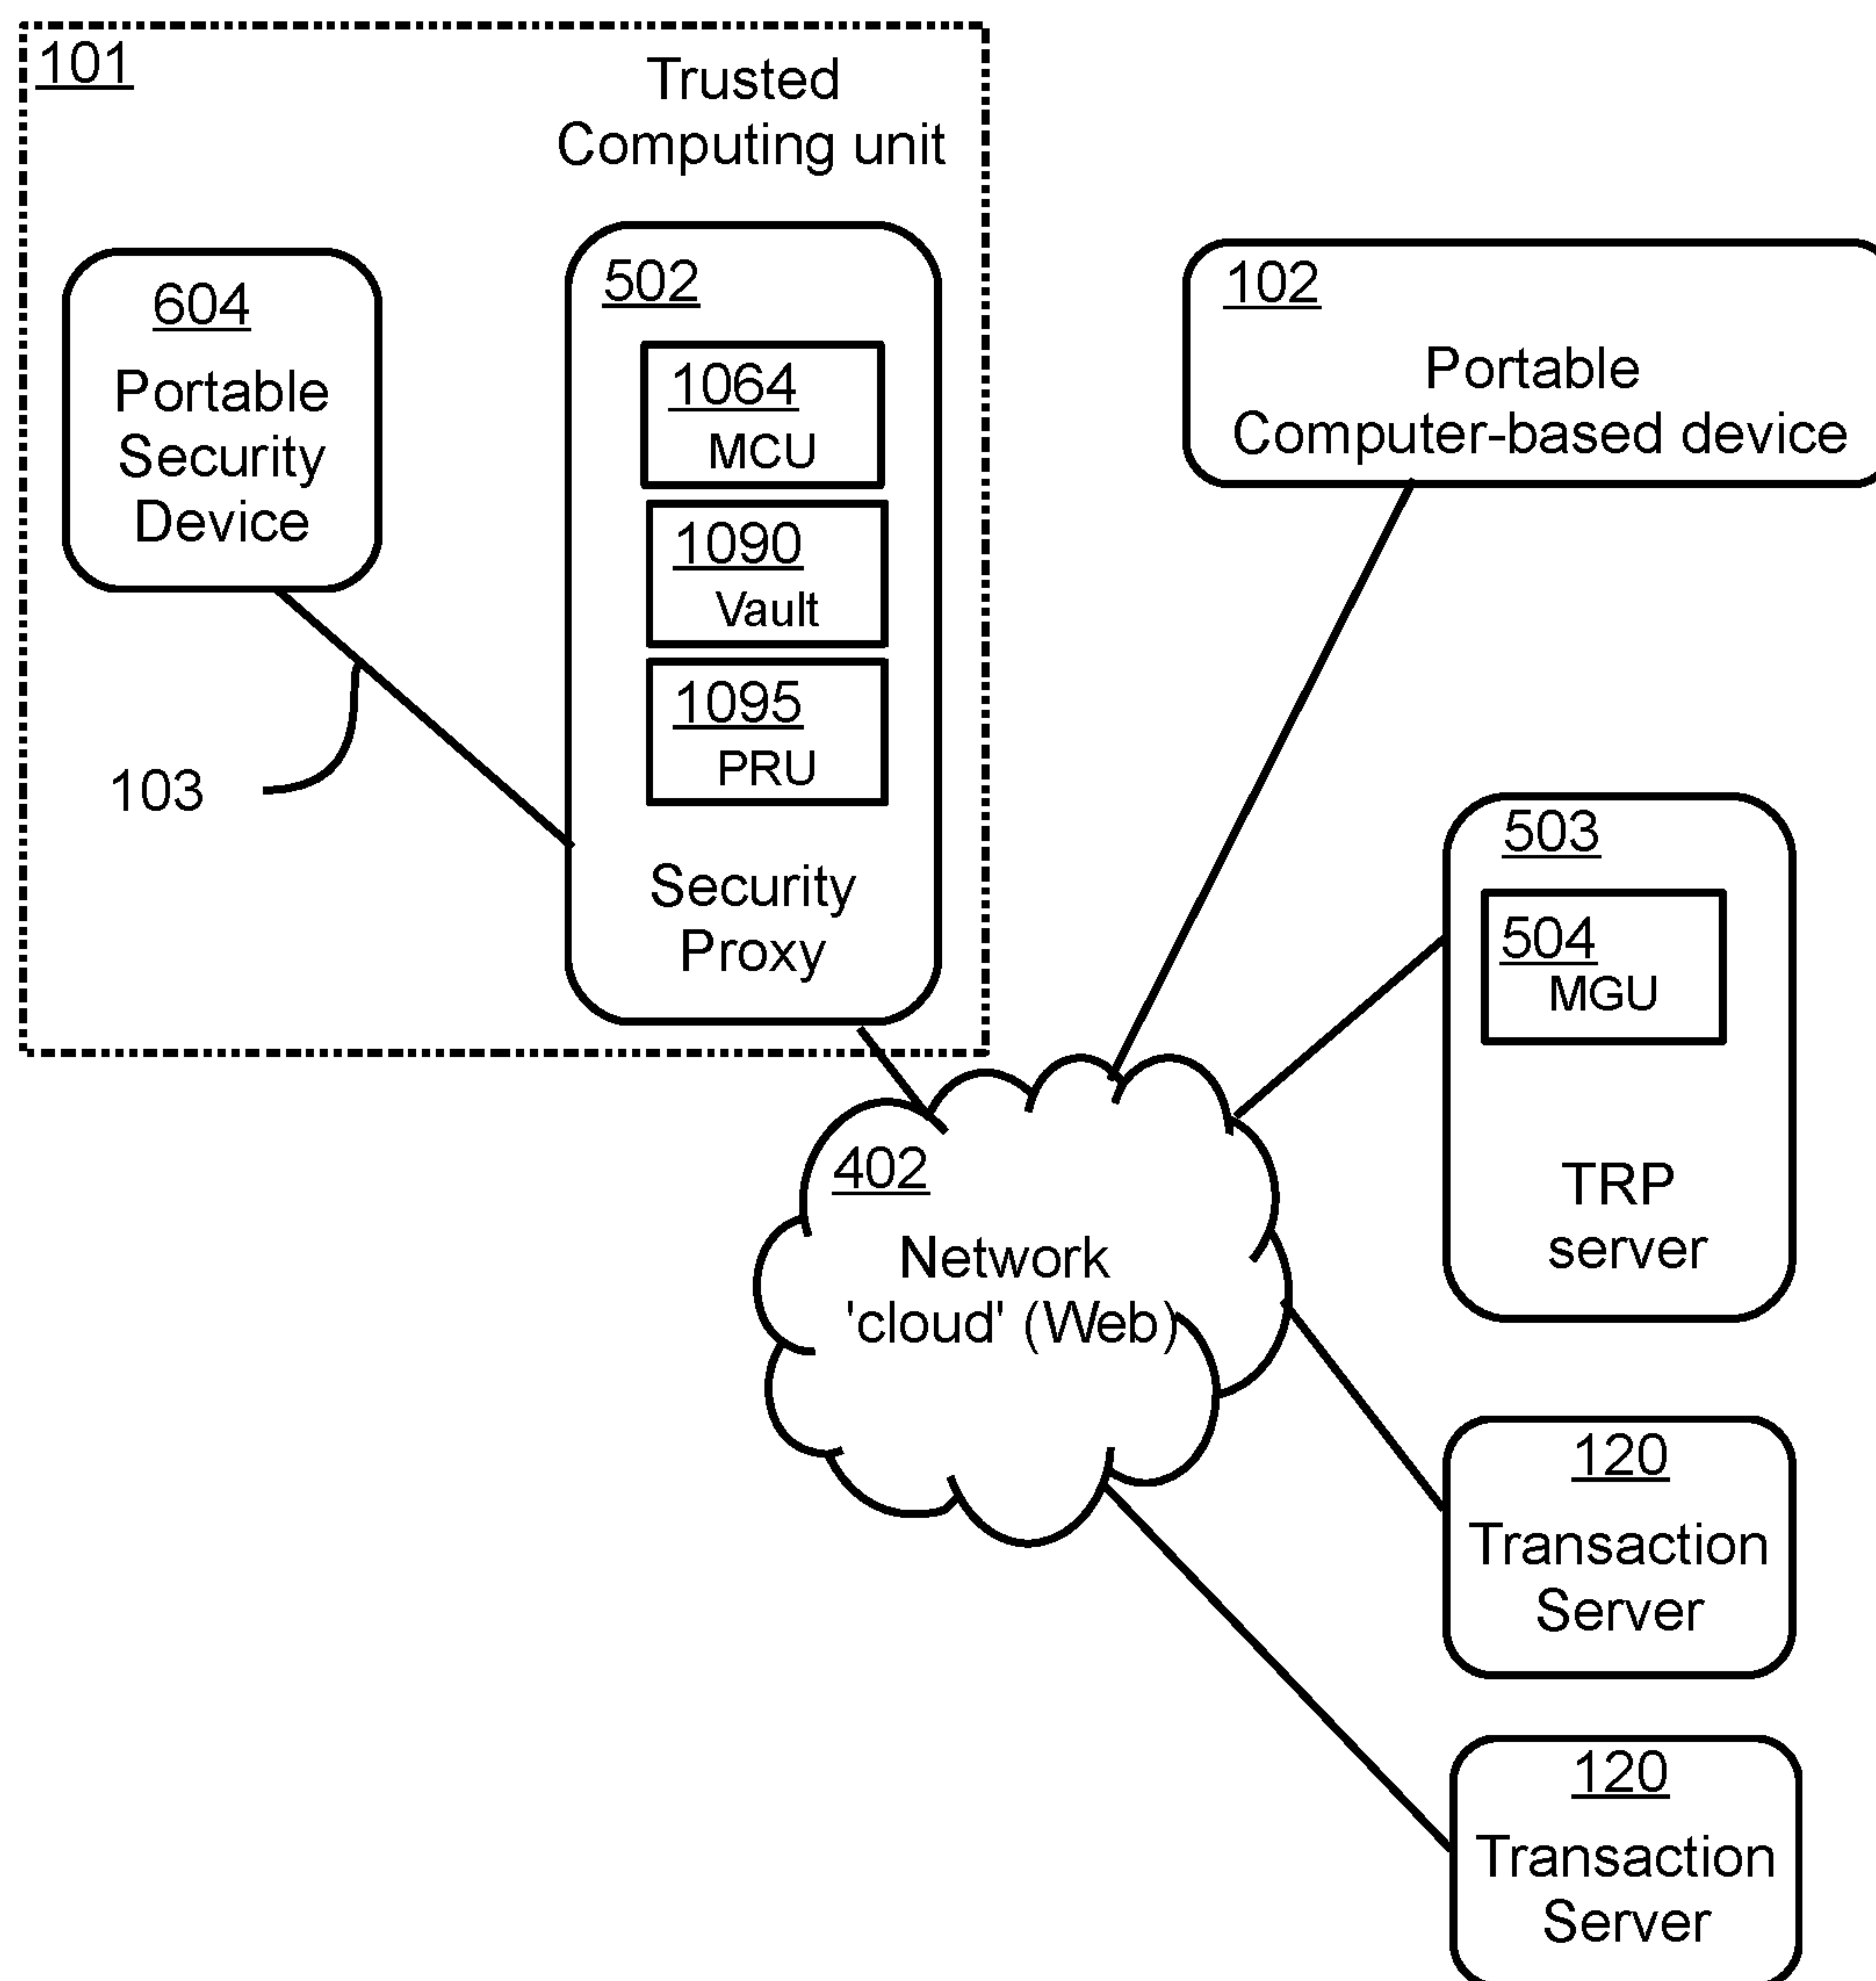 101
Trusted
Computing unit
604
Portable
Security
Device
502
1064
MCU
1090
Vault
1095
PRU
Security
Proxy
103
102
Portable
Computer-based device
503
504
MGU
TRP
server
402
Network
'cloud' (Web)
120
Transaction
Server
120
Transaction
Server